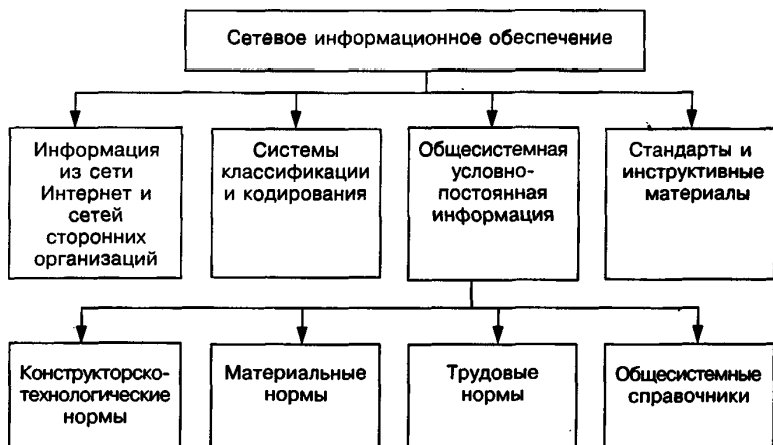 Сетевое информационное обеспечение
Информация
из сети
Интернет и
сетей
сторонних
организаций
Системы
классификации
и кодирования
Общесистемная
условно-
постоянная
информация
Стандарты и
инструктивные
материалы
Конструкторско-
технологические
нормы
Материальные
нормы
Трудовые
нормы
Общесистемные
справочники